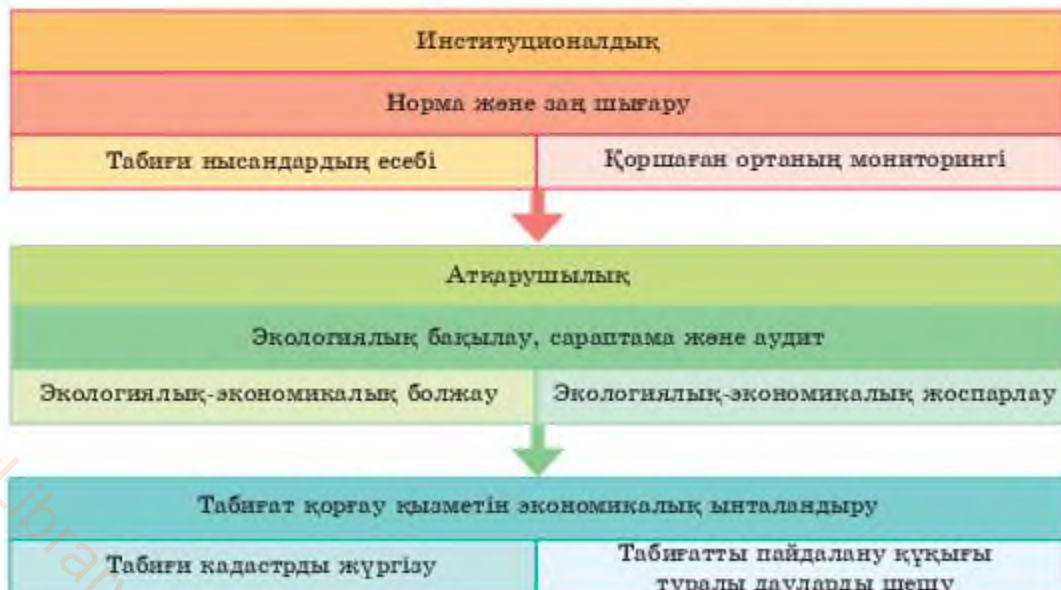 Институционалдық
Норма және заң шығару
Табиғи нысандардың есебі
Қоршаған ортаның мониторингі
Атқарушылық
Экологиялық бақылау, сараптама және аудит
Экологиялық-экономикалық болжау
Экологиялық-экономикалық жоспарлау
Табиғат қорғау қызметін экономикалық ынталандыру
Табиғи кадастрды жүргізу
Табиғатты пайдалану құқығы
туралы дауларды шешу